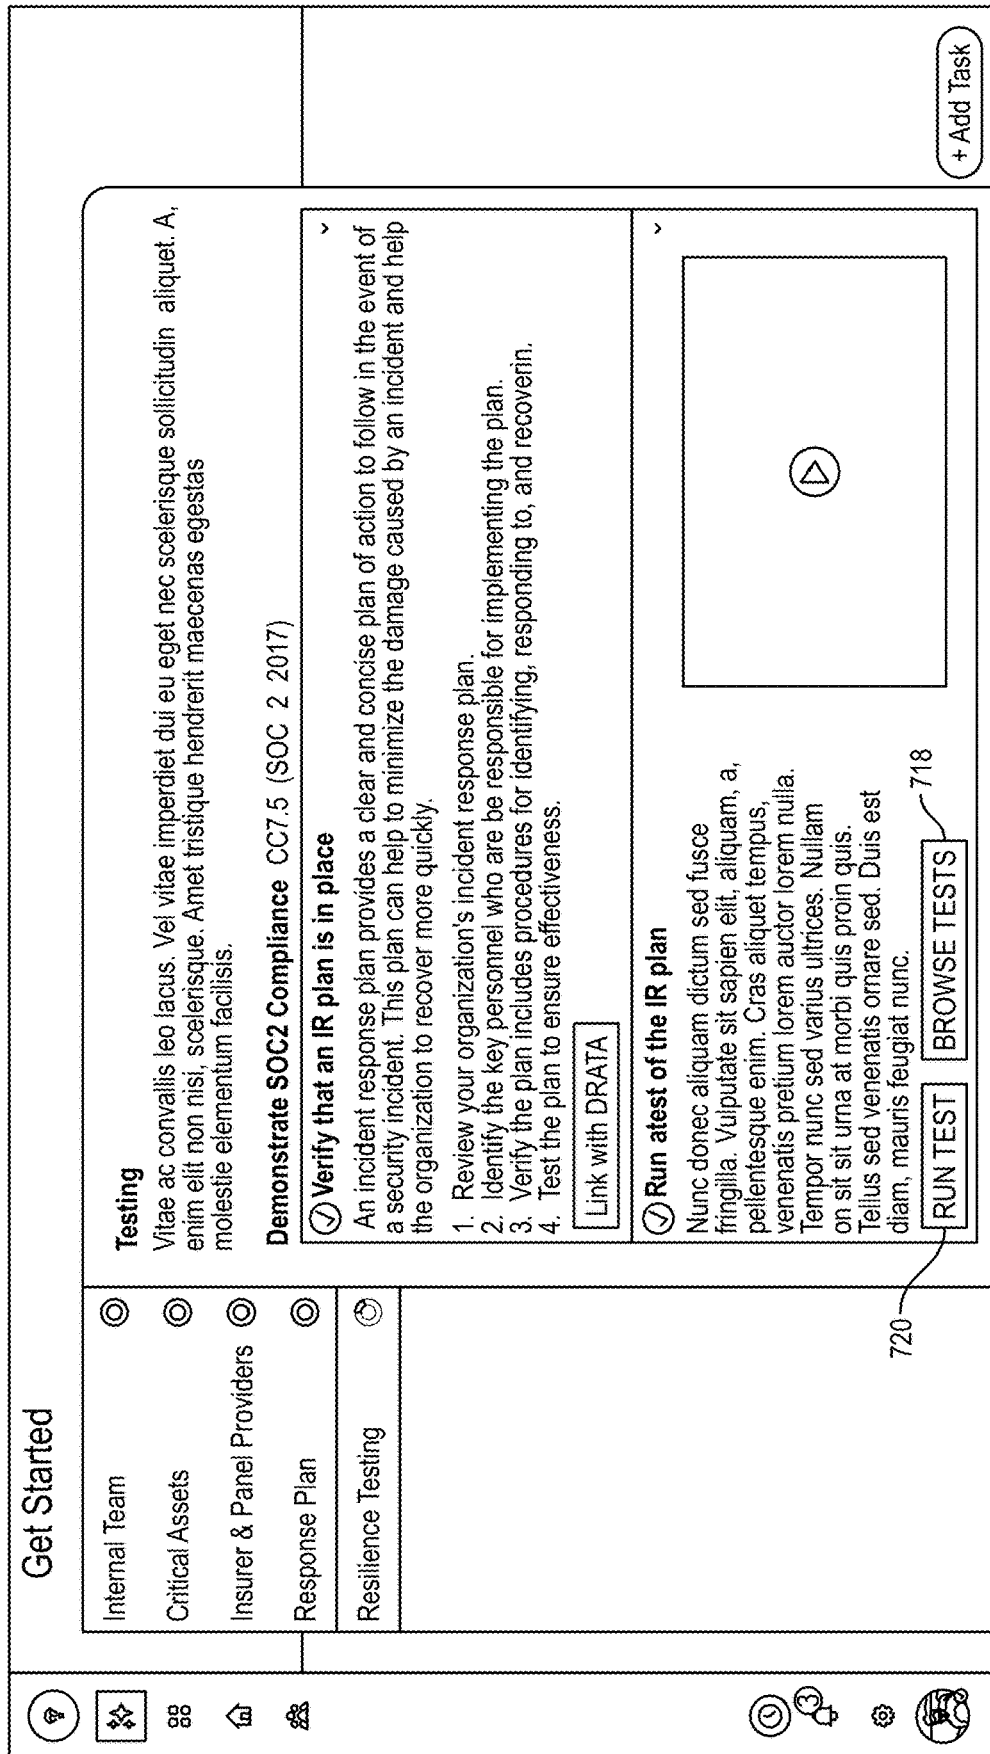 Get Started
Internal Team
Critical Assets
Insurer & Panel Providers
Response Plan
Resilience Testing
Testing
Vitae ac convallis leo lacus. Vel vitae imperdiet dui eu eget nec scelerisque sollicitudin aliquet. A,
enim elit non nisi, scelerisque. Amet tristique hendrerit maecenas egestas
molestie elementum facilisis.
Demonstrate SOC2 Compliance CC7.5 (SOC 2 2017)
Verify that an IR plan is in place
An incident response plan provides a clear and concise plan of action to follow in the event of
a security incident. This plan can help to minimize the damage caused by an incident and help
the organization to recover more quickly.
1. Review your organization's incident response plan.
2. Identify the key personnel who are be responsible for implementing the plan.
3. Verify the plan includes procedures for identifying, responding to, and recoverin.
4. Test the plan to ensure effectiveness.
Link with DRATA
Run atest of the IR plan
Nunc donec aliquam dictum sed fusce
fringilla. Vulputate sit sapien elit, aliquam, a,
pellentesque enim. Cras aliquet tempus,
venenatis pretium lorem auctor lorem nulla.
Tempor nunc sed varius ultrices. Nullam
on sit sit urna at morbi quis proin quis.
Tellus sed venenatis ornare sed. Duis est
diam, mauris feugiat nunc.
RUN TEST
BROWSE TESTS
718
720
3
+ Add Task